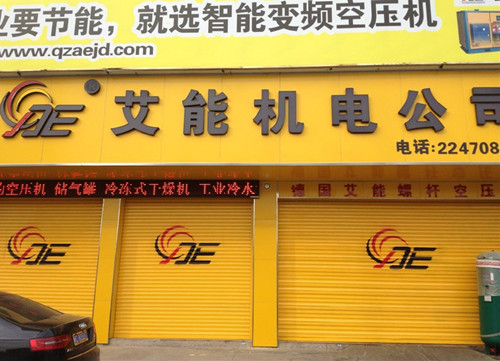 业要节能，就选智能变频空压机
www.qzaejd.com
AE ® 艾能机电公司
电话:224708
空压机 储气罐 冷冻式干燥机 工业冷水
德国艾能螺杆空压
AE
AE
AE